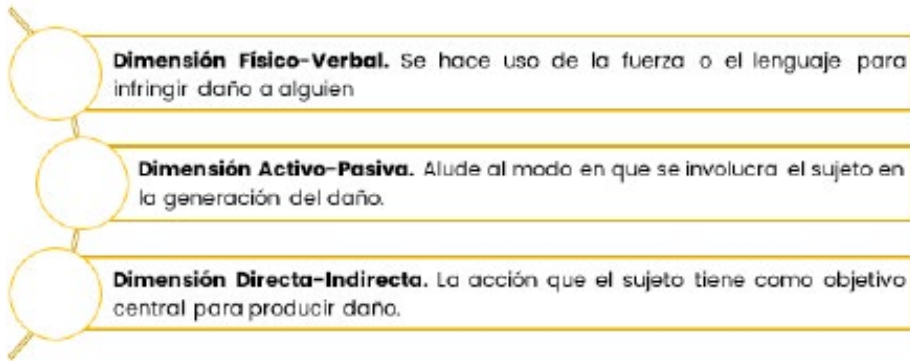 Dimensión Físico-Verbal. Se hace uso de la fuerza o el lenguaje para
infringir daño a alguien
Dimensión Activo-Pasiva. Alude al modo en que se involucra el sujeto en
la generación del daño.
Dimensión Directa-Indirecta. La acción que el sujeto tiene como objetivo
central para producir daño.